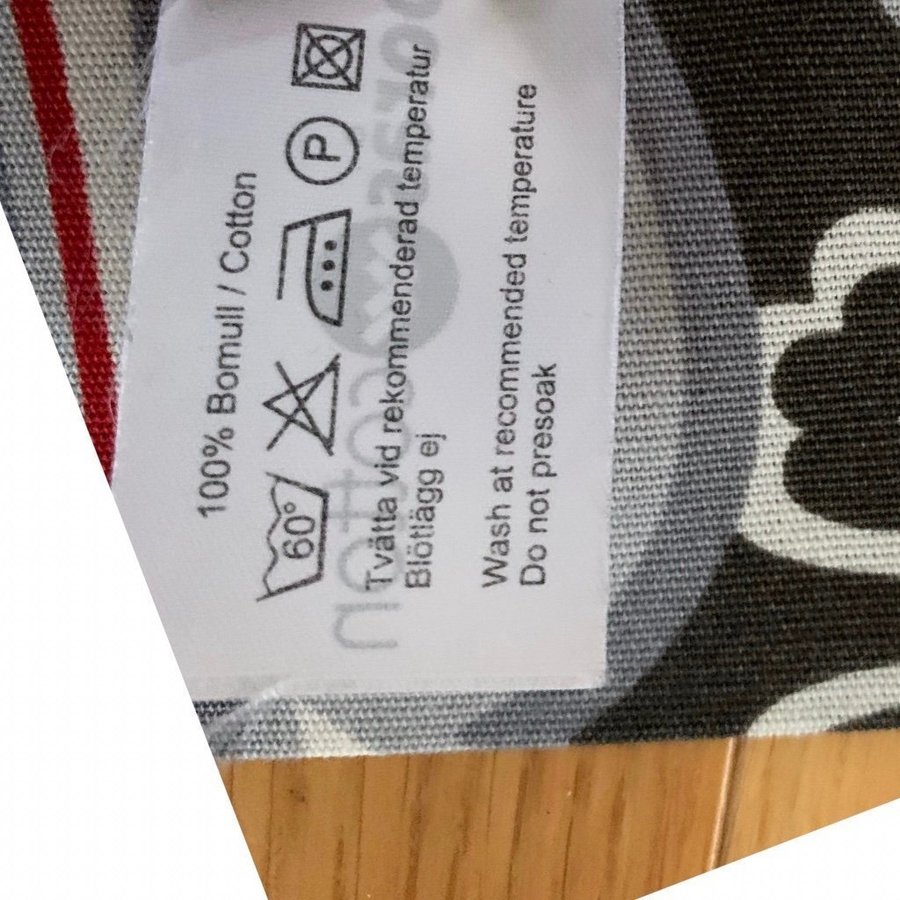 100% Bomull / Cotton
60° P
Tvätta vid rekommenderad temperatur
Blötlägg ej
Wash at recommended temperature
Do not presoak